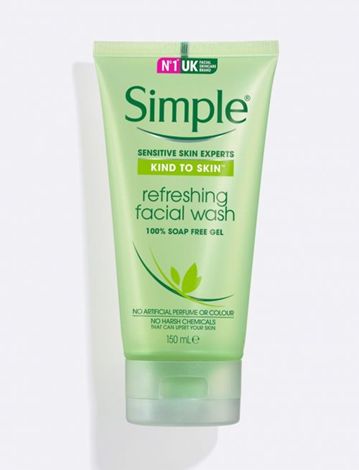 N°1 UK FACIAL SKINCARE BRAND
Simple®
SENSITIVE SKIN EXPERTS
KIND TO SKIN™
refreshing
facial wash
100% SOAP FREE GEL
NO ARTIFICIAL PERFUME OR COLOUR
NO HARSH CHEMICALS
THAT CAN UPSET YOUR SKIN
150 mL ℮